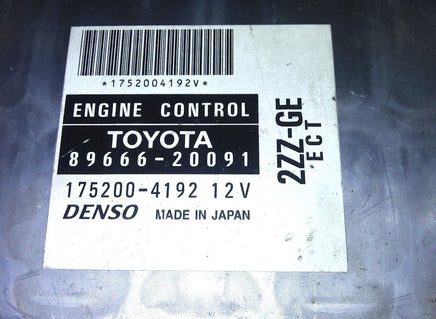 *1752004192V*
ENGINE CONTROL
TOYOTA
89666-20091
175200-4192 12V
DENSO MADE IN JAPAN
2ZZ-GE
ECT